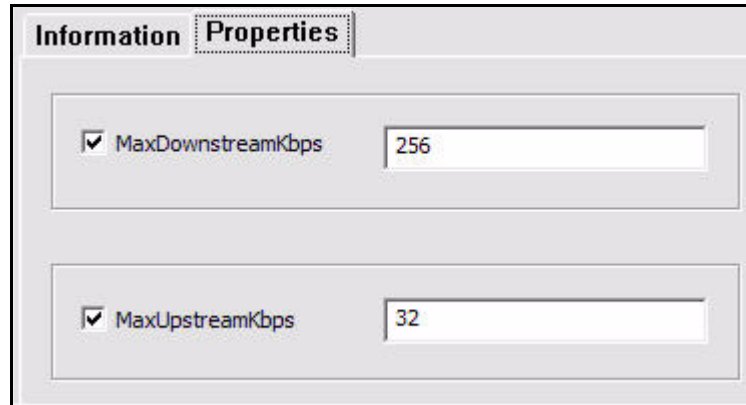 Information Properties
MaxDownstreamKbps 256
MaxUpstreamKbps 32